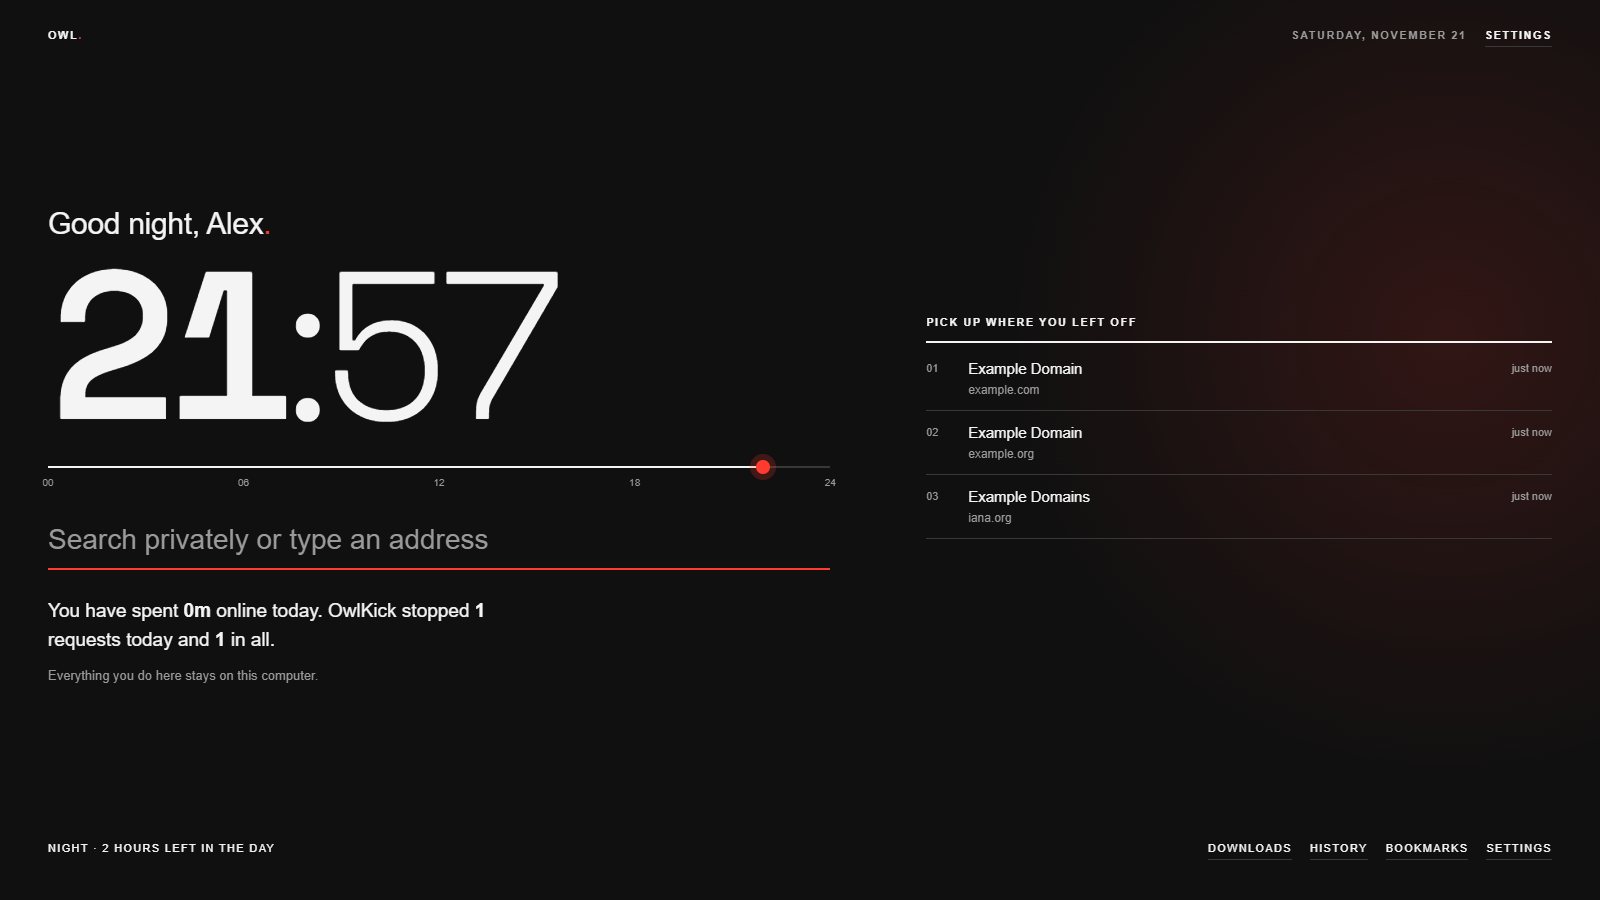 OWL.
SATURDAY, NOVEMBER 21 SETTINGS
Good night, Alex.
21:57
00 06 12 18 24
Search privately or type an address
You have spent 0m online today. OwlKick stopped 1
requests today and 1 in all.
Everything you do here stays on this computer.
PICK UP WHERE YOU LEFT OFF
01 Example Domain just now
example.com
02 Example Domain just now
example.org
03 Example Domains just now
iana.org
NIGHT · 2 HOURS LEFT IN THE DAY
DOWNLOADS HISTORY BOOKMARKS SETTINGS